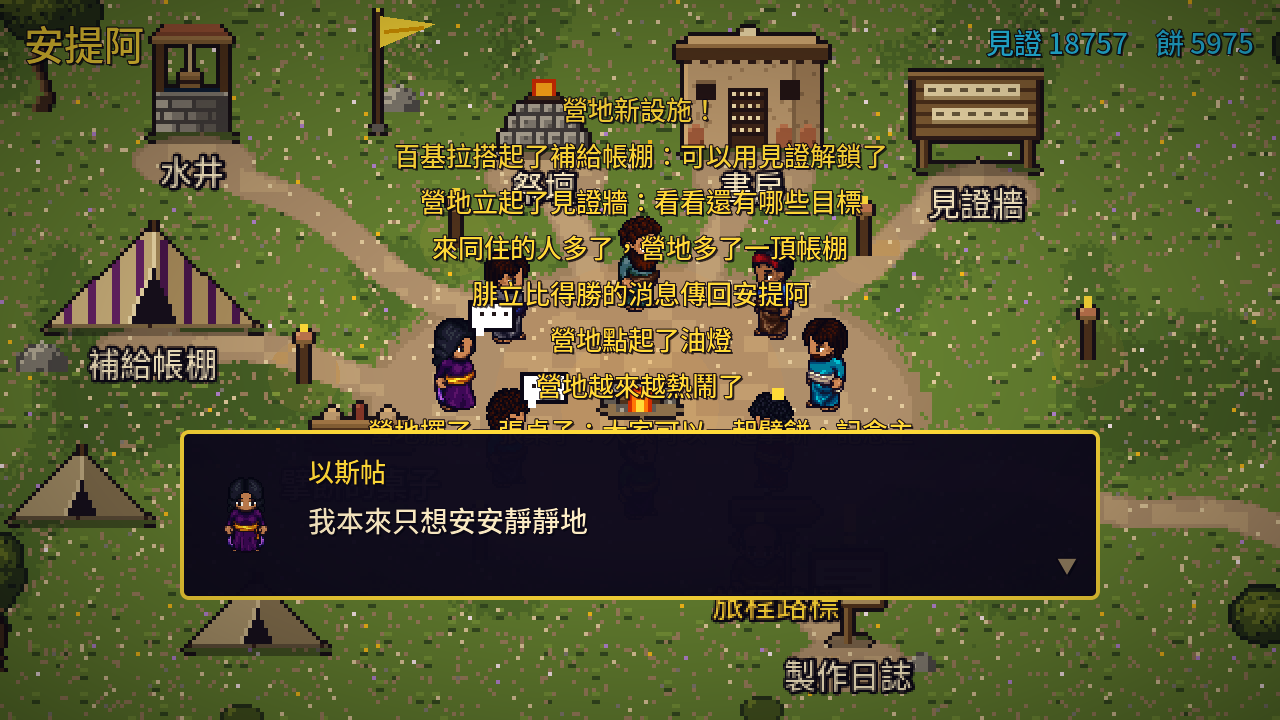 安提阿
見證 18757 餅 5975
營地新設施！
百基拉搭起了補給帳棚：可以用見證解鎖了
水井
祭壇
書房
營地立起了見證牆：看看還有哪些目標
見證牆
來同住的人多了，營地多了一頂帳棚
腓立比得勝的消息傳回安提阿
營地點起了油燈
補給帳棚
營地越來越熱鬧了
以斯帖
我本來只想安安靜靜地
旅程路標
製作日誌